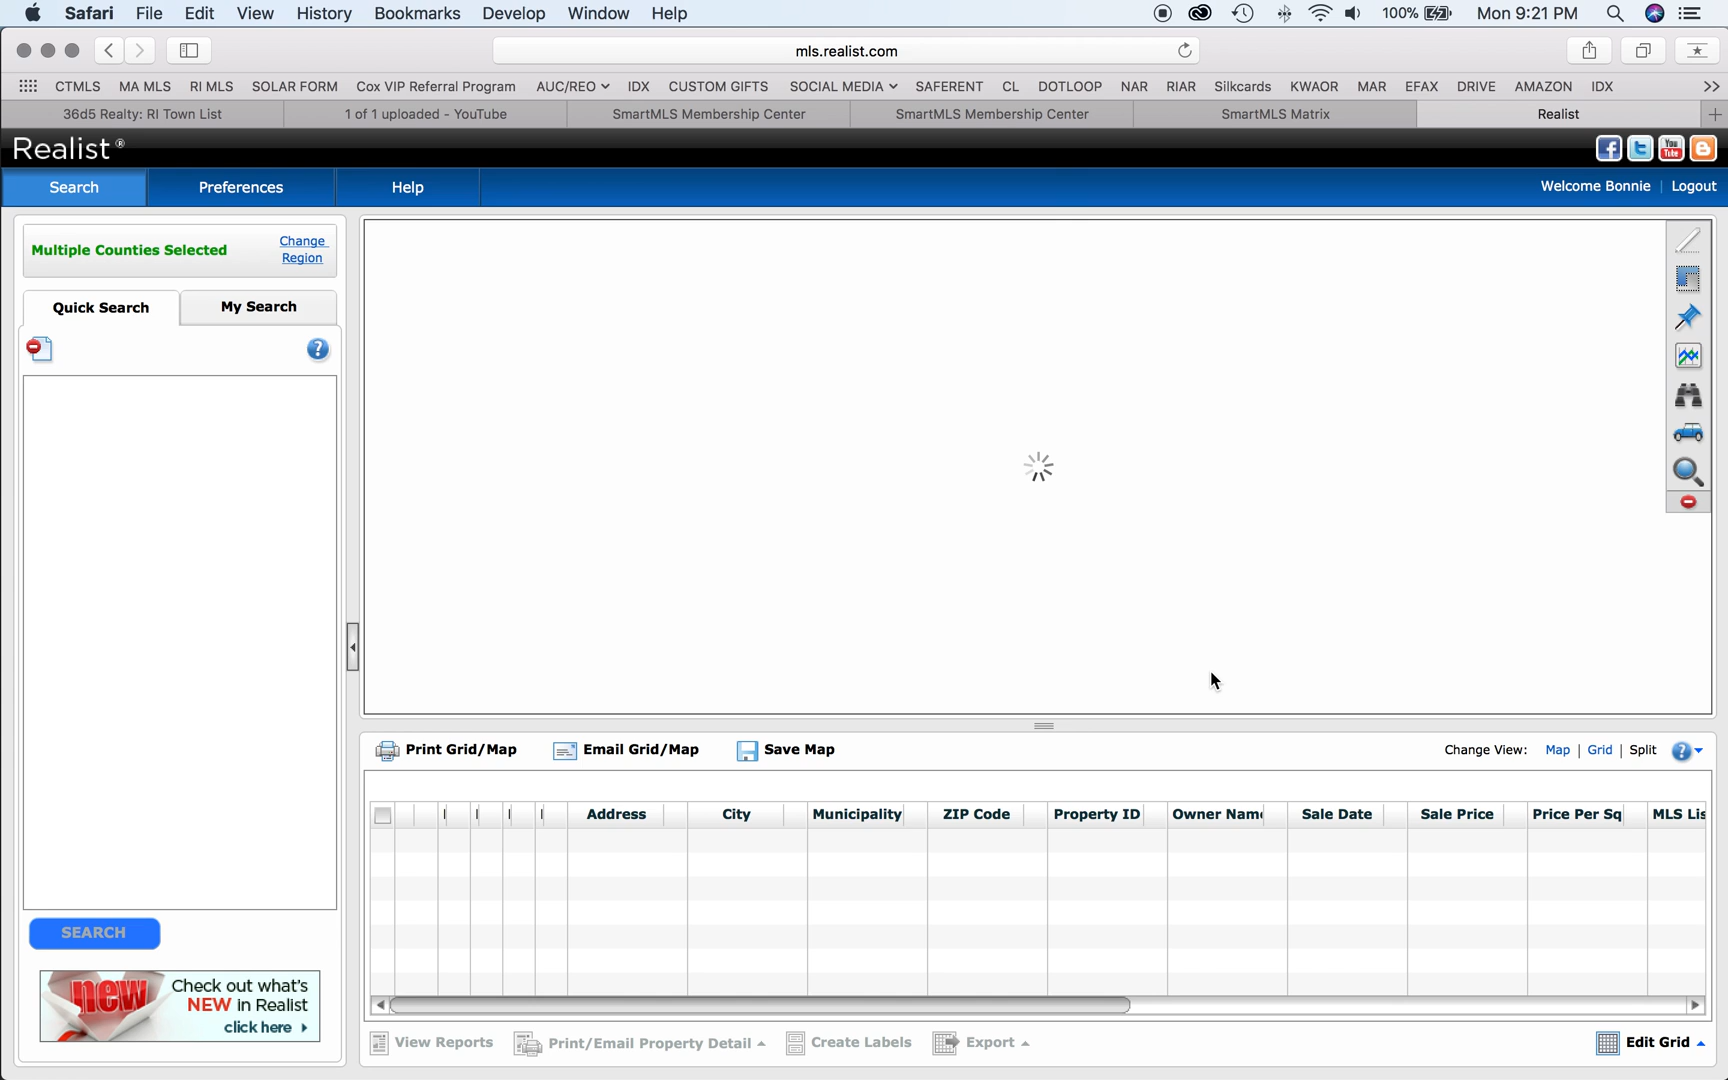 Safari File Edit View History Bookmarks Develop Window Help 100% Mon 9:21 PM
mls.realist.com
CTMLS MA MLS RI MLS SOLAR FORM Cox VIP Referral Program AUC/REO IDX CUSTOM GIFTS SOCIAL MEDIA SAFERENT CL DOTLOOP NAR RIAR Silkcards KWAOR MAR EFAX DRIVE AMAZON IDX
36d5 Realty: RI Town List 1 of 1 uploaded - YouTube SmartMLS Membership Center SmartMLS Membership Center SmartMLS Matrix Realist
Realist®
Search Preferences Help Welcome Bonnie | Logout
Multiple Counties Selected
Change
Region
Quick Search My Search
SEARCH
new
Check out what's
NEW in Realist
click here
Print Grid/Map Email Grid/Map Save Map Change View: Map | Grid | Split
Address City Municipality ZIP Code Property ID Owner Nam Sale Date Sale Price Price Per Sq MLS Lis
View Reports Print/Email Property Detail Create Labels Export Edit Grid